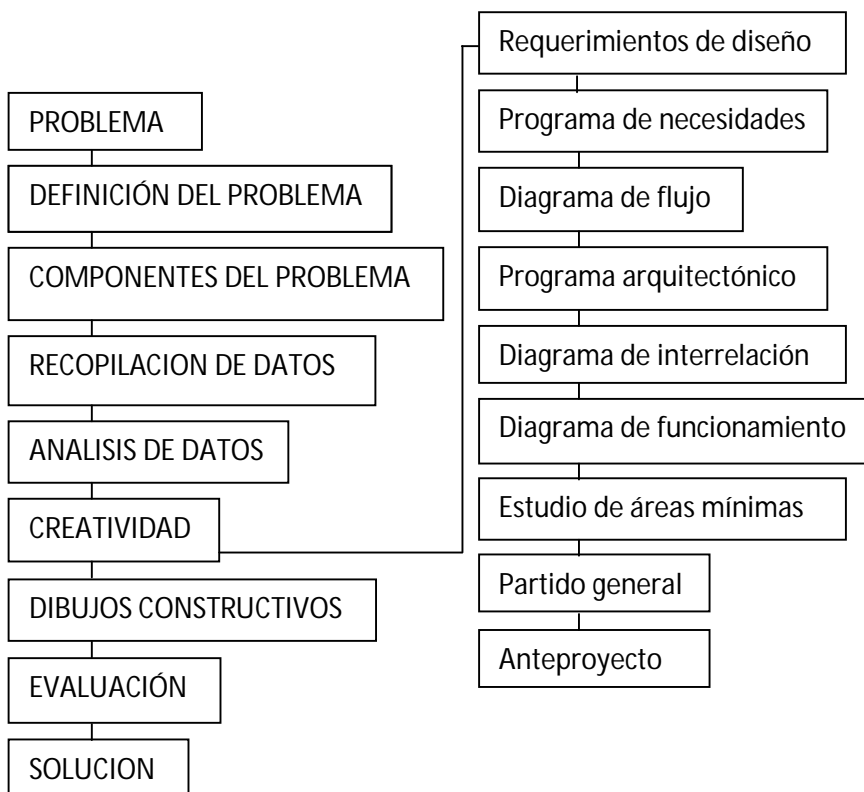 PROBLEMA
DEFINICIÓN DEL PROBLEMA
COMPONENTES DEL PROBLEMA
RECOPILACION DE DATOS
ANALISIS DE DATOS
CREATIVIDAD
DIBUJOS CONSTRUCTIVOS
EVALUACIÓN
SOLUCION
Requerimientos de diseño
Programa de necesidades
Diagrama de flujo
Programa arquitectónico
Diagrama de interrelación
Diagrama de funcionamiento
Estudio de áreas mínimas
Partido general
Anteproyecto